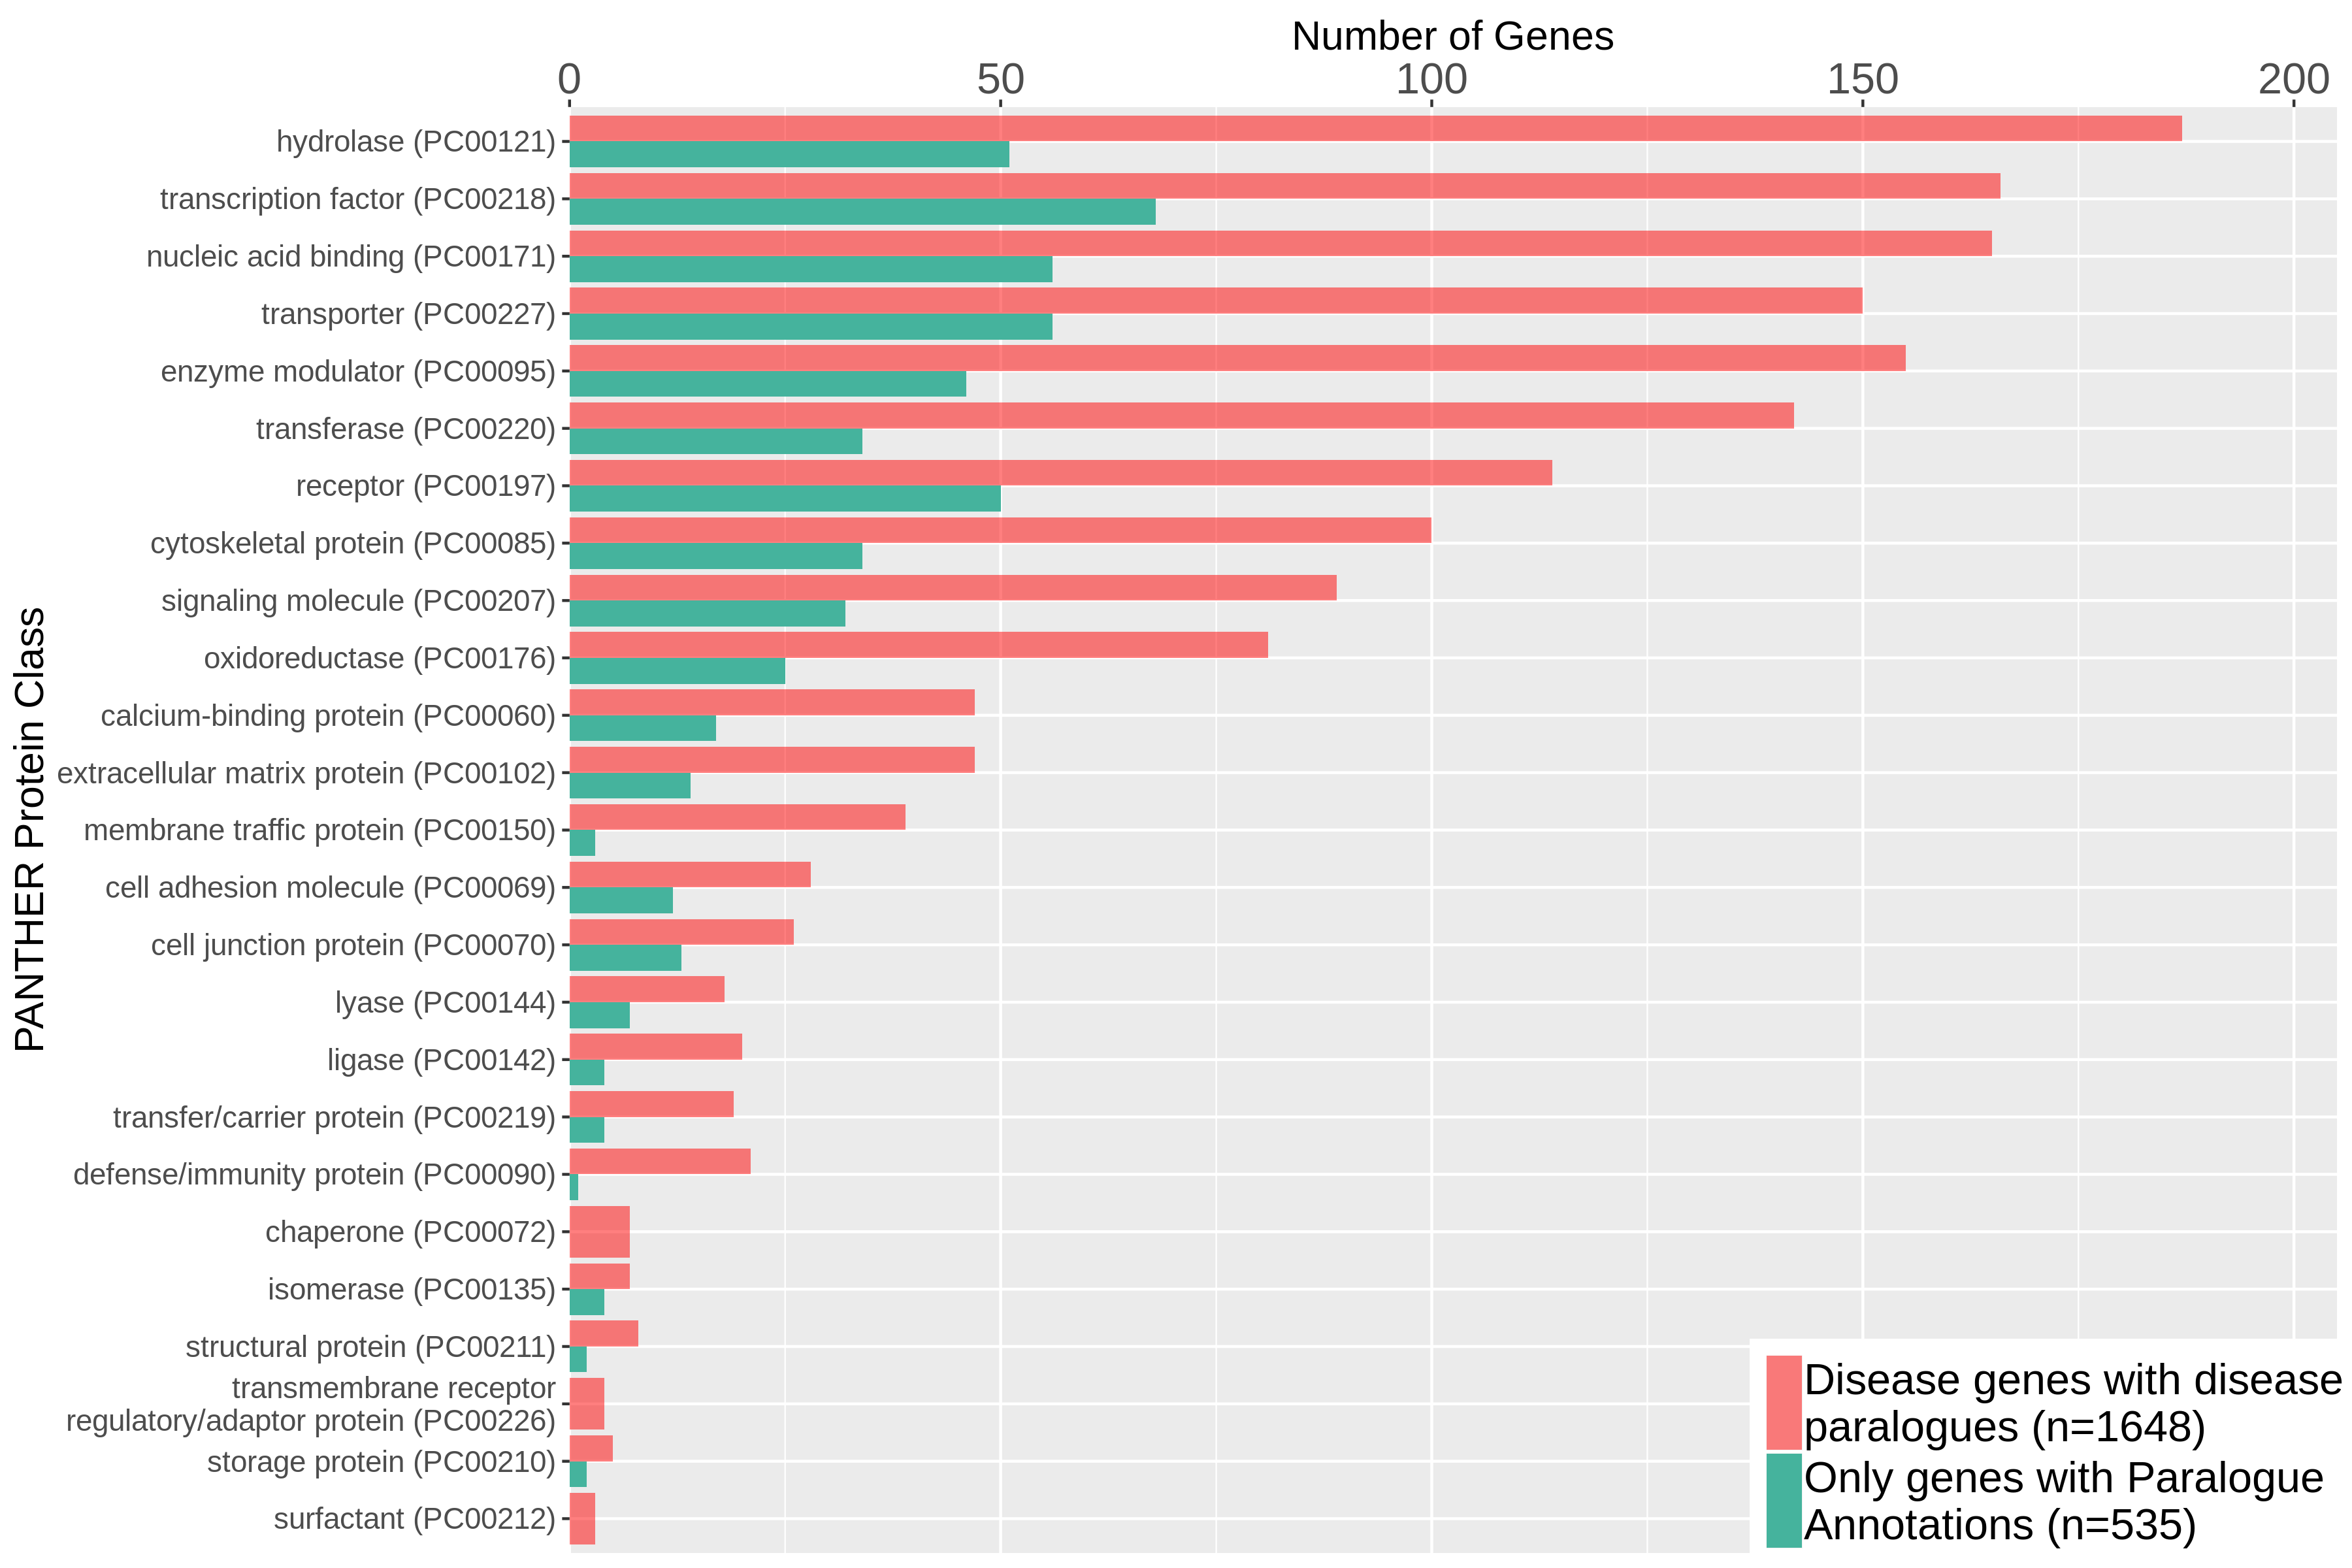 Number of Genes
0 50 100 150 200
hydrolase (PC00121)
transcription factor (PC00218)
nucleic acid binding (PC00171)
transporter (PC00227)
enzyme modulator (PC00095)
transferase (PC00220)
receptor (PC00197)
cytoskeletal protein (PC00085)
signaling molecule (PC00207)
oxidoreductase (PC00176)
calcium-binding protein (PC00060)
extracellular matrix protein (PC00102)
membrane traffic protein (PC00150)
cell adhesion molecule (PC00069)
cell junction protein (PC00070)
lyase (PC00144)
ligase (PC00142)
transfer/carrier protein (PC00219)
defense/immunity protein (PC00090)
chaperone (PC00072)
isomerase (PC00135)
structural protein (PC00211)
transmembrane receptor
regulatory/adaptor protein (PC00226)
storage protein (PC00210)
surfactant (PC00212)
PANTHER Protein Class
Disease genes with disease
paralogues (n=1648)
Only genes with Paralogue
Annotations (n=535)